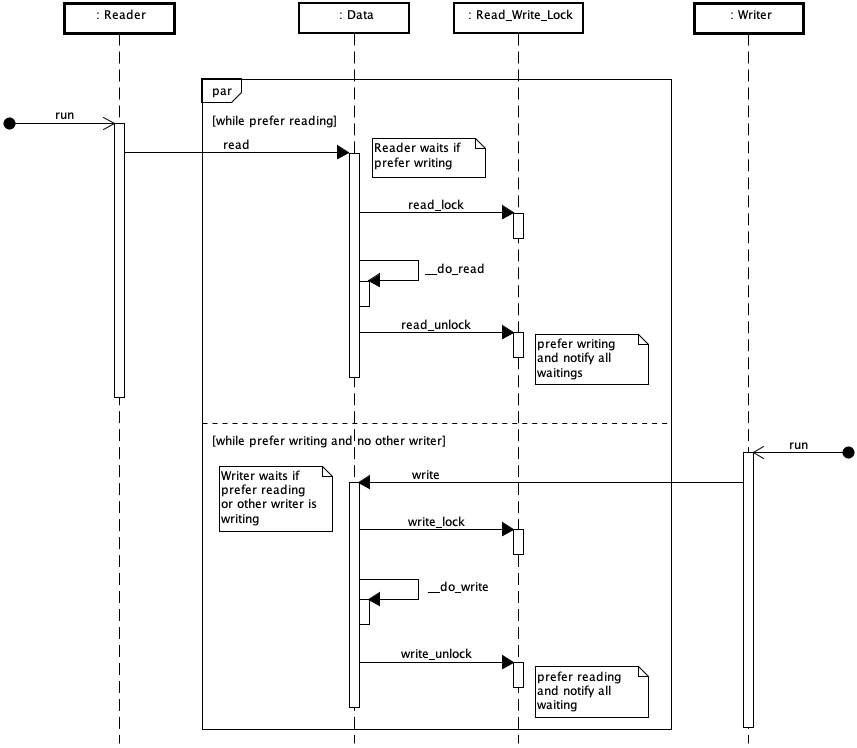 : Reader
: Data
: Read_Write_Lock
: Writer
par
run
[while prefer reading]
read
Reader waits if
prefer writing
read_lock
__do_read
read_unlock
prefer writing
and notify all
waitings
[while prefer writing and no other writer]
run
Writer waits if
prefer reading
or other writer is
writing
write
write_lock
__do_write
write_unlock
prefer reading
and notify all
waiting